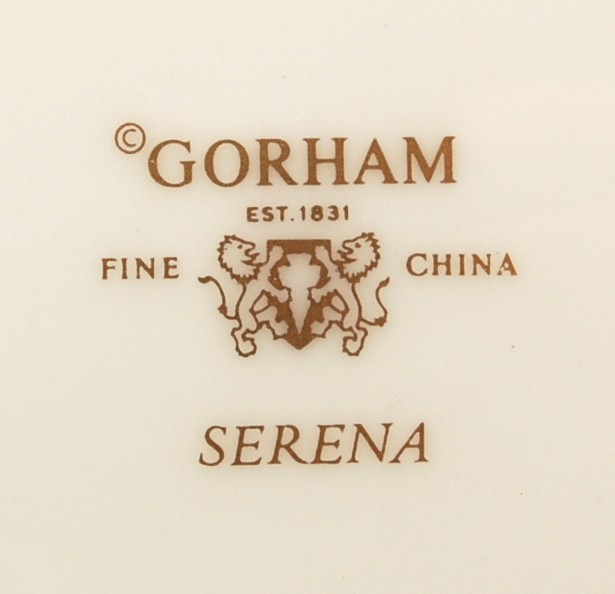 ©GORHAM
EST.1831
FINE CHINA
SERENA